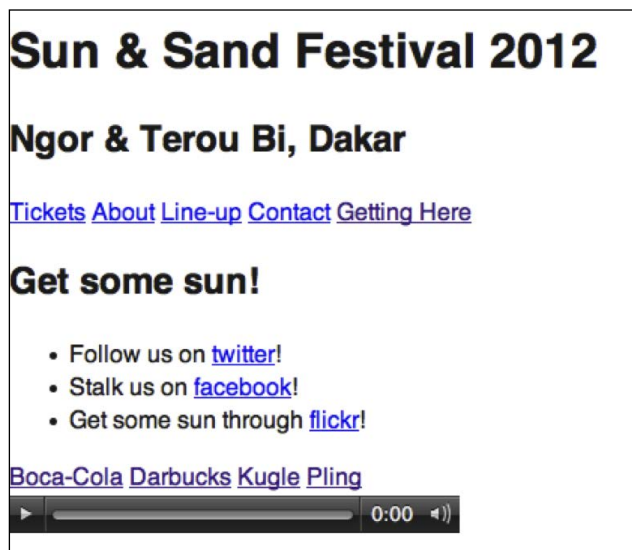 Sun & Sand Festival 2012
Ngor & Terou Bi, Dakar
Tickets About Line-up Contact Getting Here
Get some sun!
• Follow us on twitter!
• Stalk us on facebook!
• Get some sun through flickr!
Boca-Cola Darbucks Kugle Pling
0:00